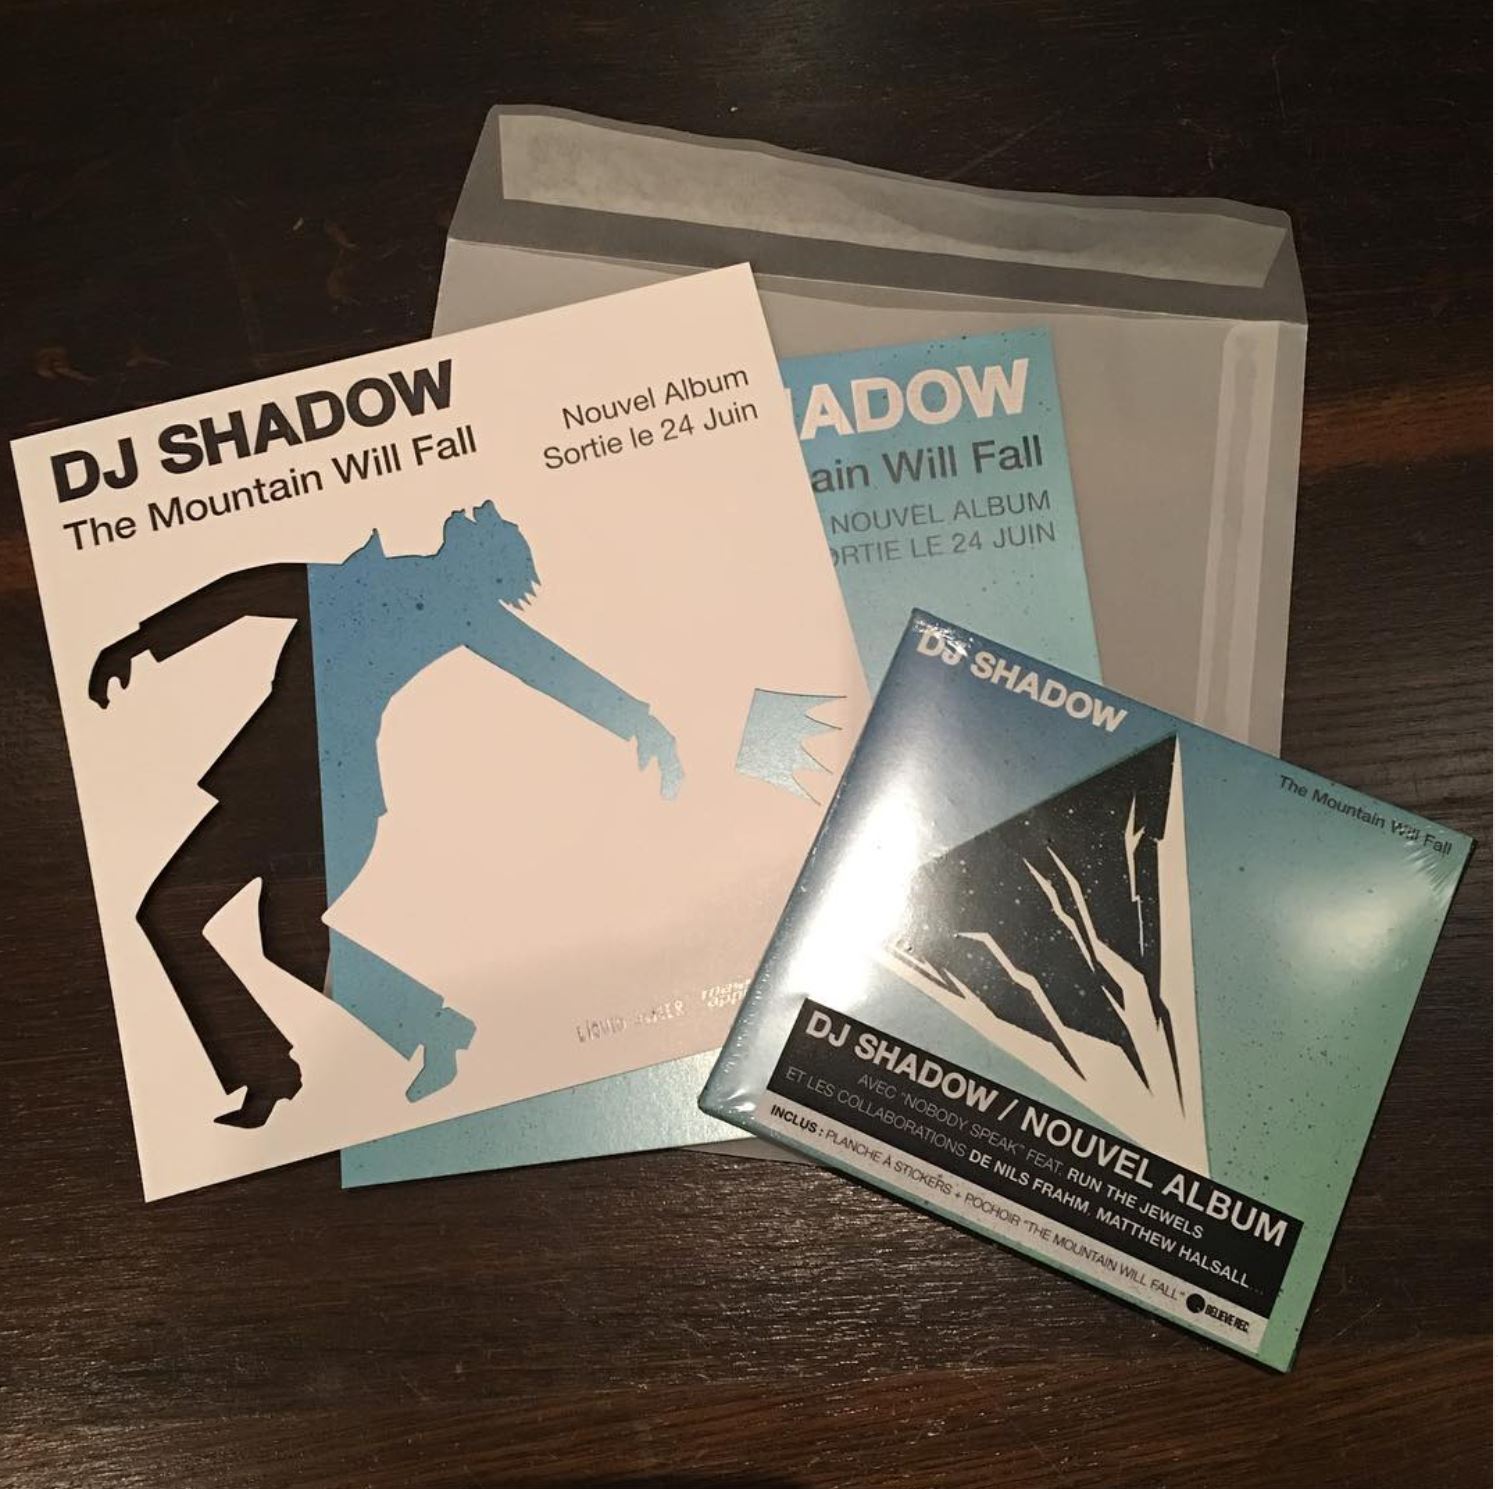 DJ SHADOW
The Mountain Will Fall
Nouvel Album
Sortie le 24 Juin
ADOW
ain Will Fall
NOUVEL ALBUM
RTIE LE 24 JUIN
DJ SHADOW
The Mountain Will Fall
DJ SHADOW / NOUVEL ALBUM
AVEC "NOBODY SPEAK" FEAT. RUN THE JEWELS
ET LES COLLABORATIONS DE NILS FRAHM, MATTHEW HALSALL...
INCLUS : PLANCHE À STICKERS + POCHOIR "THE MOUNTAIN WILL FALL"
BELIEVE REC.
LIQUID